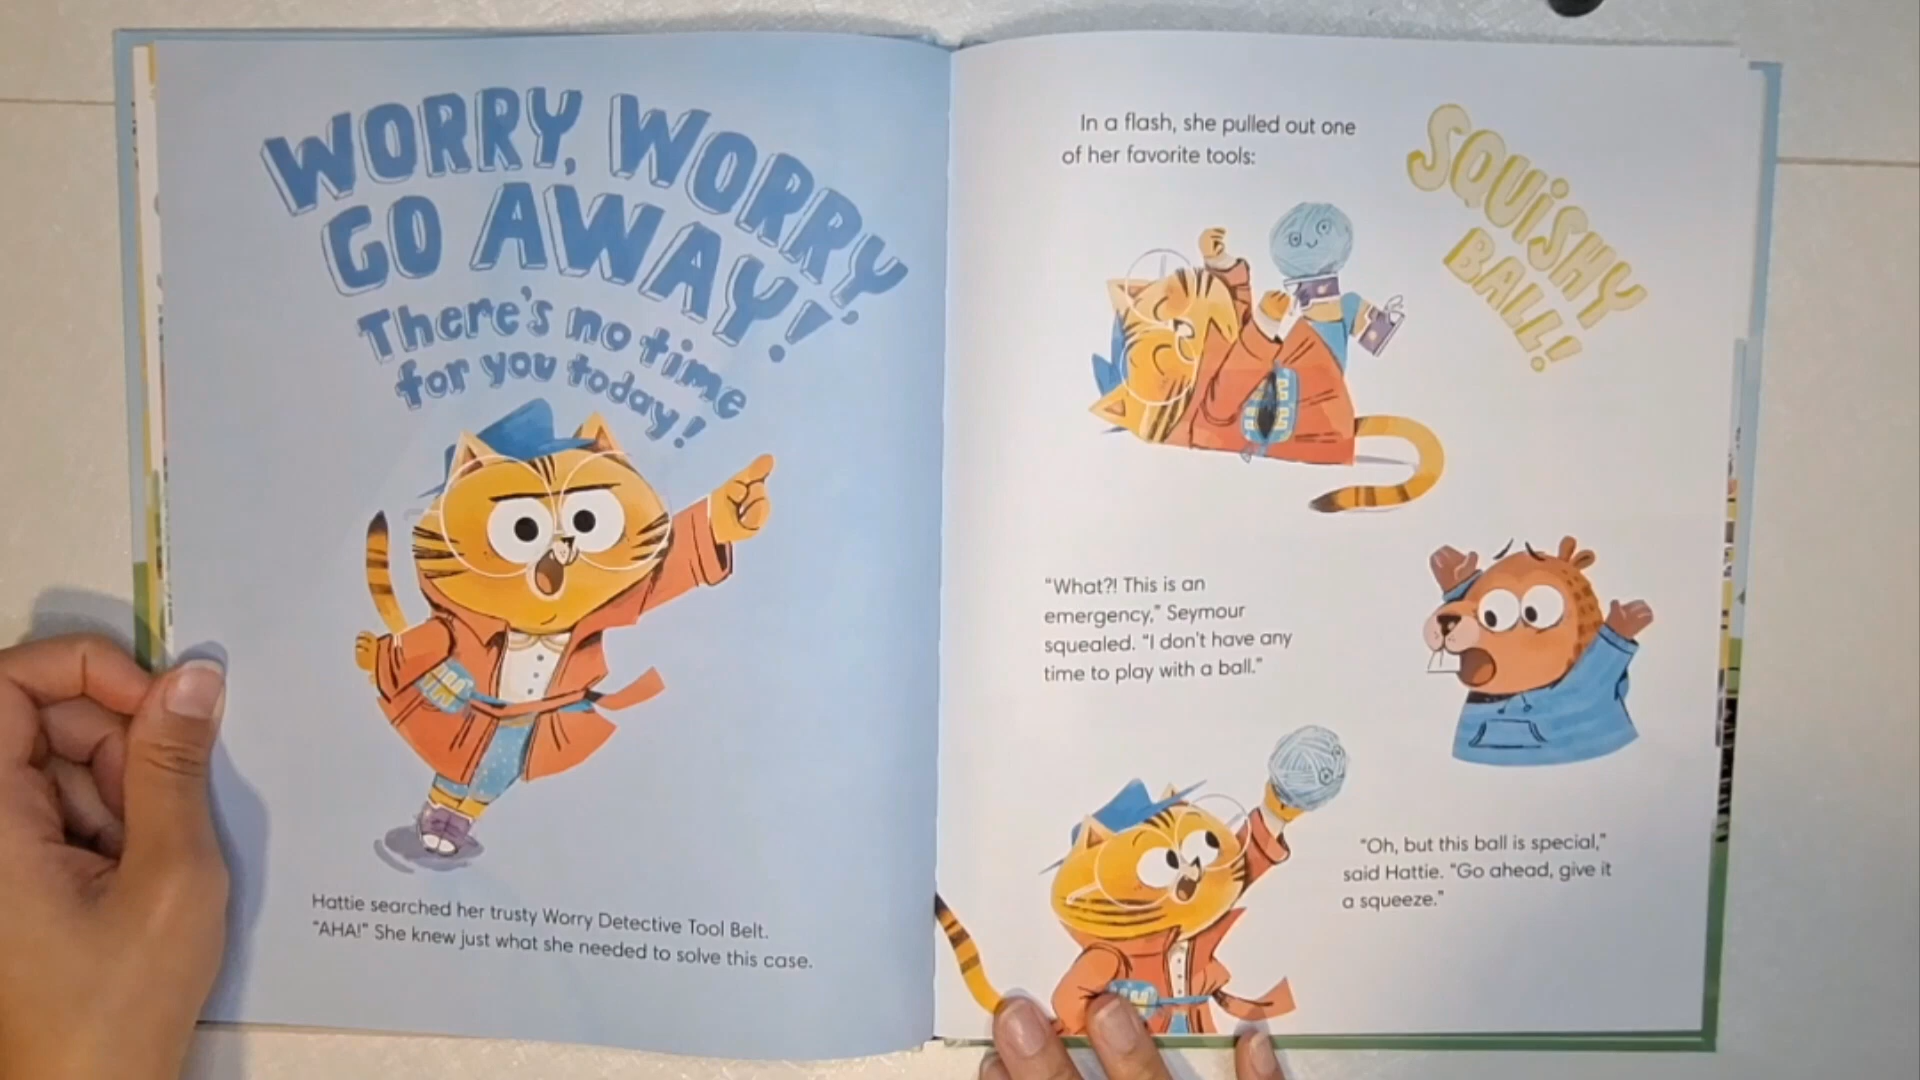 WORRY, WORRY,
GO AWAY!
There's no time
for you today!
Hattie searched her trusty Worry Detective Tool Belt.
“AHA!” She knew just what she needed to solve this case.
In a flash, she pulled out one
of her favorite tools:
SQUiSHY
BALL!
“What?! This is an
emergency,” Seymour
squealed. “I don't have any
time to play with a ball.”
“Oh, but this ball is special,”
said Hattie. “Go ahead, give it
a squeeze.”